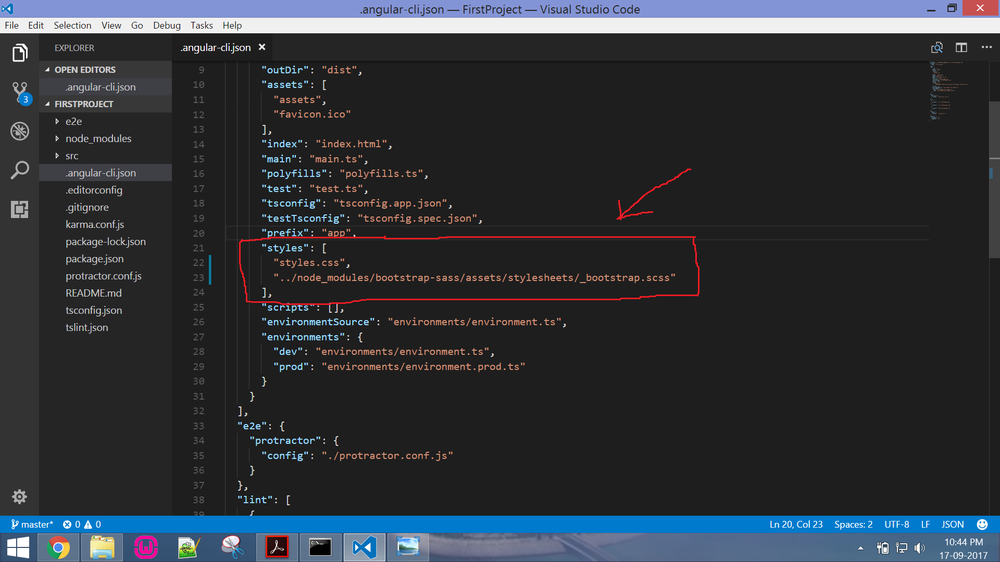 .angular-cli.json — FirstProject — Visual Studio Code
File Edit Selection View Go Debug Tasks Help
EXPLORER
OPEN EDITORS
.angular-cli.json
3
FIRSTPROJECT
e2e
node_modules
src
.angular-cli.json
.editorconfig
.gitignore
karma.conf.js
package-lock.json
package.json
protractor.conf.js
README.md
tsconfig.json
tslint.json
.angular-cli.json
9 "outDir": "dist",
10 "assets": [
11 "assets",
12 "favicon.ico"
13 ],
14 "index": "index.html",
15 "main": "main.ts",
16 "polyfills": "polyfills.ts",
17 "test": "test.ts",
18 "tsconfig": "tsconfig.app.json",
19 "testTsconfig": "tsconfig.spec.json",
20 "prefix": "app",
21 "styles": [
22 "styles.css",
23 "../node_modules/bootstrap-sass/assets/stylesheets/_bootstrap.scss"
24 ],
25 "scripts": [],
26 "environmentSource": "environments/environment.ts",
27 "environments": {
28 "dev": "environments/environment.ts",
29 "prod": "environments/environment.prod.ts"
30 }
31 }
32 ],
33 "e2e": {
34 "protractor": {
35 "config": "./protractor.conf.js"
36 }
37 },
38 "lint": [
39 {
master* 0 0 Ln 20, Col 23 Spaces: 2 UTF-8 LF JSON
10:44 PM
17-09-2017